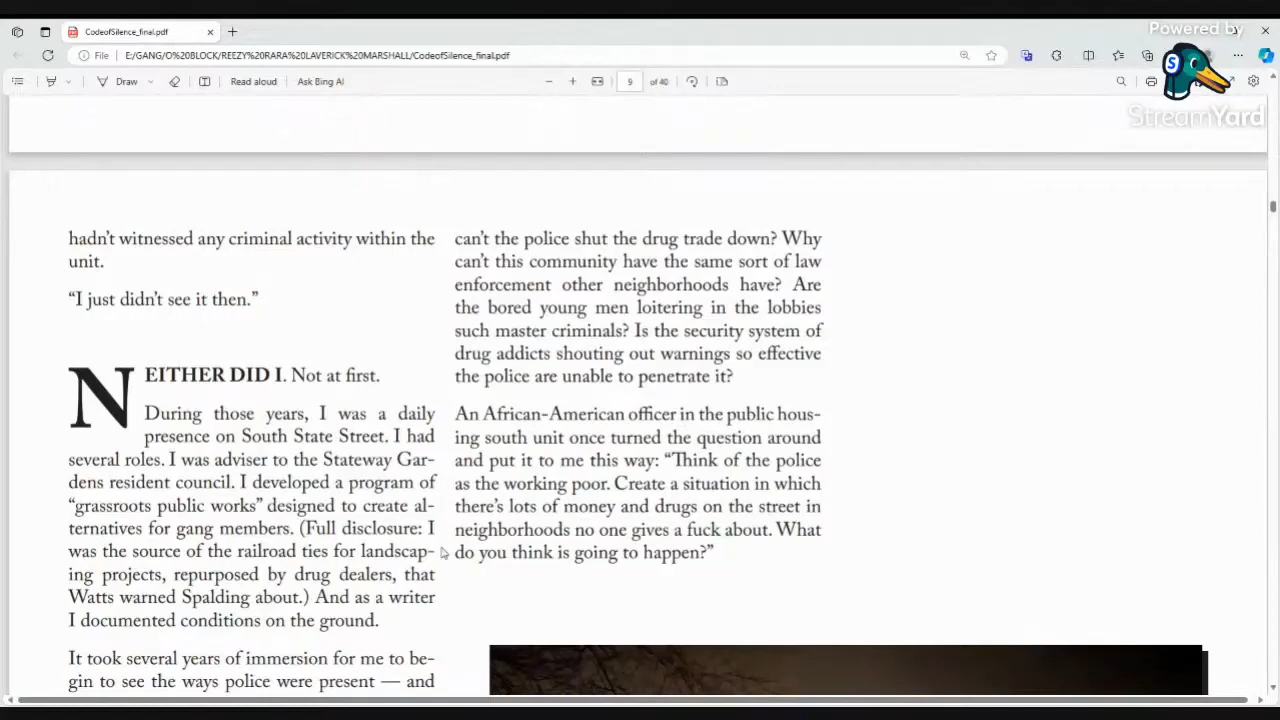 CodeofSilence_final.pdf
Powered by
File
E:/GANG/O%20BLOCK/REEZY%20RARA%20LAVERICK%20MARSHALL/CodeofSilence_final.pdf
Draw
Read aloud
Ask Bing AI
9
of 40
StreamYard
hadn't witnessed any criminal activity within the
unit.
“I just didn't see it then.”
NEITHER DID I. Not at first.
During those years, I was a daily
presence on South State Street. I had
several roles. I was adviser to the Stateway Gar-
dens resident council. I developed a program of
“grassroots public works” designed to create al-
ternatives for gang members. (Full disclosure: I
was the source of the railroad ties for landscap-
ing projects, repurposed by drug dealers, that
Watts warned Spalding about.) And as a writer
I documented conditions on the ground.
It took several years of immersion for me to be-
gin to see the ways police were present — and
can't the police shut the drug trade down? Why
can't this community have the same sort of law
enforcement other neighborhoods have? Are
the bored young men loitering in the lobbies
such master criminals? Is the security system of
drug addicts shouting out warnings so effective
the police are unable to penetrate it?
An African-American officer in the public hous-
ing south unit once turned the question around
and put it to me this way: “Think of the police
as the working poor. Create a situation in which
there's lots of money and drugs on the street in
neighborhoods no one gives a fuck about. What
do you think is going to happen?”